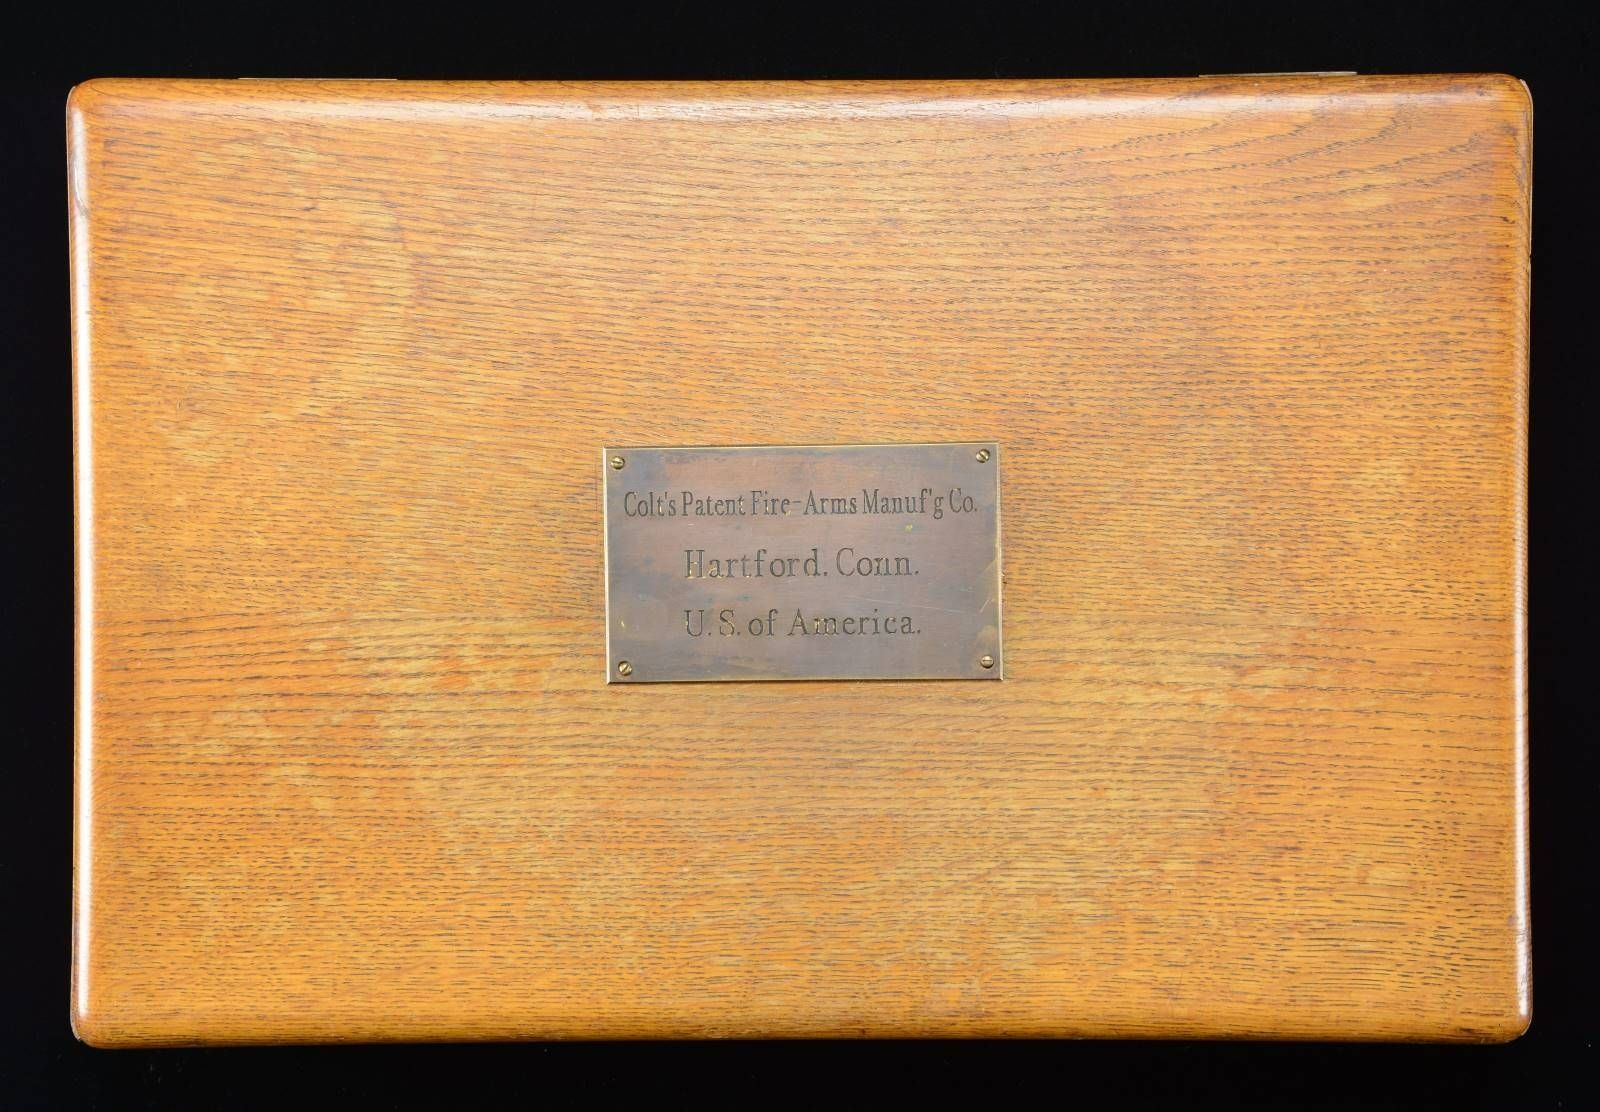 Colt's Patent Fire-Arms Manuf'g Co.
Hartford. Conn.
U.S. of America.